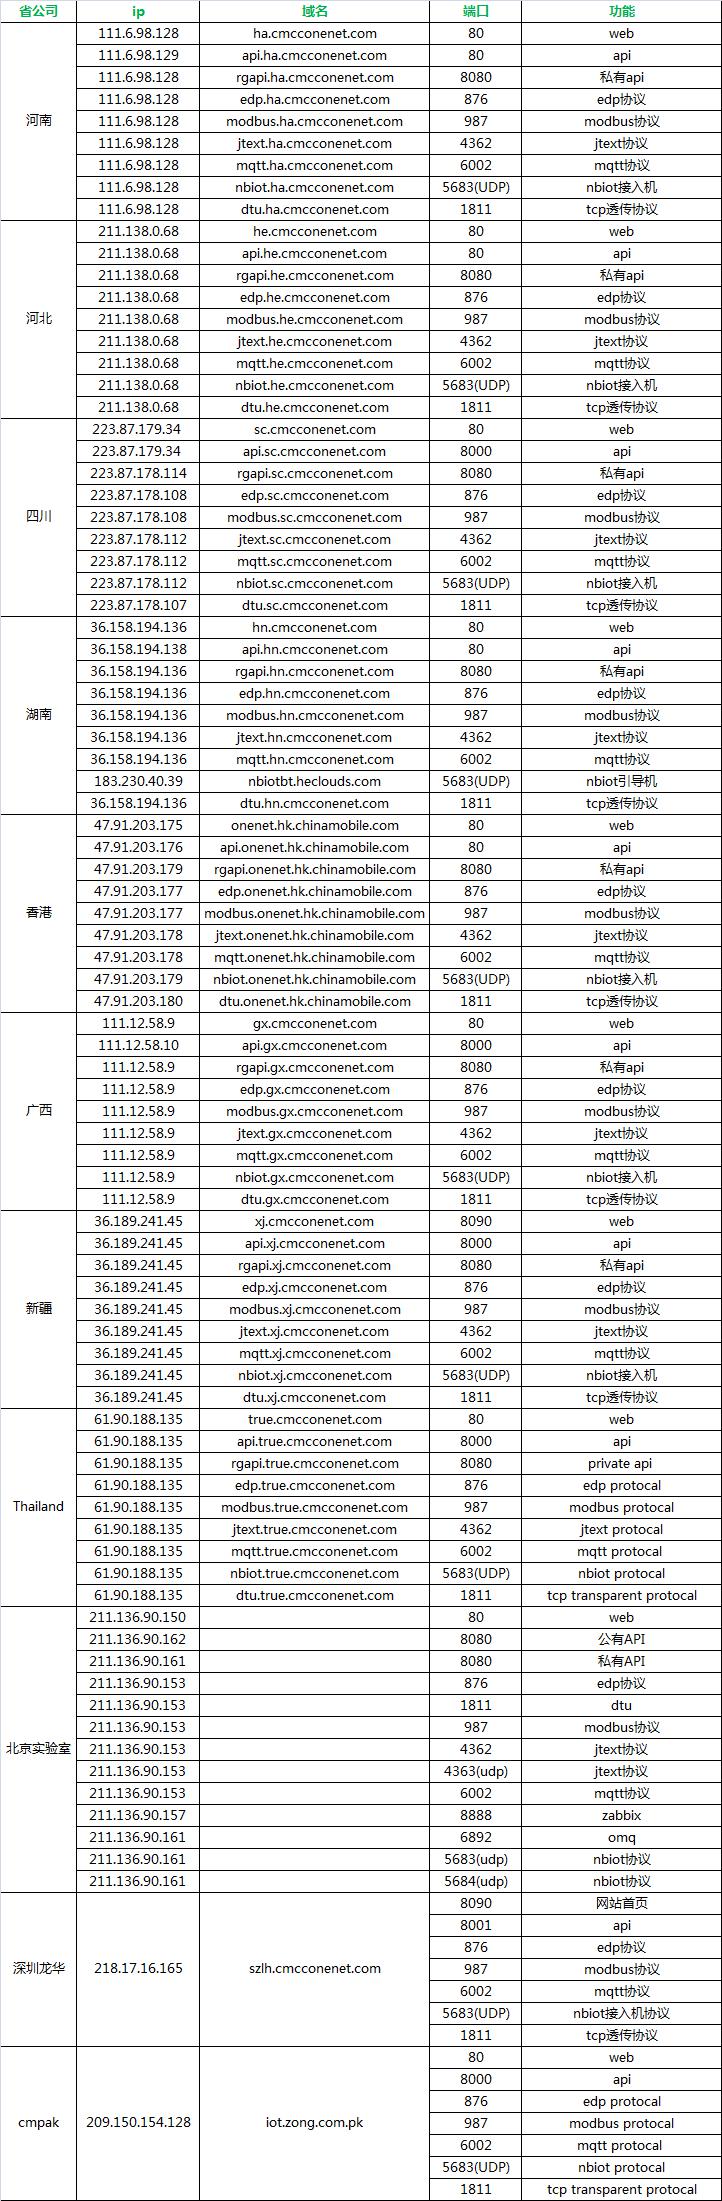 省公司 ip 域名 端口 功能
河南 111.6.98.128 ha.cmcconenet.com 80 web
111.6.98.129 api.ha.cmcconenet.com 80 api
111.6.98.128 rgapi.ha.cmcconenet.com 8080 私有api
111.6.98.128 edp.ha.cmcconenet.com 876 edp协议
111.6.98.128 modbus.ha.cmcconenet.com 987 modbus协议
111.6.98.128 jtext.ha.cmcconenet.com 4362 jtext协议
111.6.98.128 mqtt.ha.cmcconenet.com 6002 mqtt协议
111.6.98.128 nbiot.ha.cmcconenet.com 5683(UDP) nbiot接入机
111.6.98.128 dtu.ha.cmcconenet.com 1811 tcp透传协议
河北 211.138.0.68 he.cmcconenet.com 80 web
211.138.0.68 api.he.cmcconenet.com 80 api
211.138.0.68 rgapi.he.cmcconenet.com 8080 私有api
211.138.0.68 edp.he.cmcconenet.com 876 edp协议
211.138.0.68 modbus.he.cmcconenet.com 987 modbus协议
211.138.0.68 jtext.he.cmcconenet.com 4362 jtext协议
211.138.0.68 mqtt.he.cmcconenet.com 6002 mqtt协议
211.138.0.68 nbiot.he.cmcconenet.com 5683(UDP) nbiot接入机
211.138.0.68 dtu.he.cmcconenet.com 1811 tcp透传协议
四川 223.87.179.34 sc.cmcconenet.com 80 web
223.87.179.34 api.sc.cmcconenet.com 8000 api
223.87.178.114 rgapi.sc.cmcconenet.com 8080 私有api
223.87.178.108 edp.sc.cmcconenet.com 876 edp协议
223.87.178.108 modbus.sc.cmcconenet.com 987 modbus协议
223.87.178.112 jtext.sc.cmcconenet.com 4362 jtext协议
223.87.178.112 mqtt.sc.cmcconenet.com 6002 mqtt协议
223.87.178.112 nbiot.sc.cmcconenet.com 5683(UDP) nbiot接入机
223.87.178.107 dtu.sc.cmcconenet.com 1811 tcp透传协议
湖南 36.158.194.136 hn.cmcconenet.com 80 web
36.158.194.138 api.hn.cmcconenet.com 80 api
36.158.194.136 rgapi.hn.cmcconenet.com 8080 私有api
36.158.194.136 edp.hn.cmcconenet.com 876 edp协议
36.158.194.136 modbus.hn.cmcconenet.com 987 modbus协议
36.158.194.136 jtext.hn.cmcconenet.com 4362 jtext协议
36.158.194.136 mqtt.hn.cmcconenet.com 6002 mqtt协议
183.230.40.39 nbiotbt.heclouds.com 5683(UDP) nbiot引导机
36.158.194.136 dtu.hn.cmcconenet.com 1811 tcp透传协议
香港 47.91.203.175 onenet.hk.chinamobile.com 80 web
47.91.203.176 api.onenet.hk.chinamobile.com 80 api
47.91.203.179 rgapi.onenet.hk.chinamobile.com 8080 私有api
47.91.203.177 edp.onenet.hk.chinamobile.com 876 edp协议
47.91.203.177 modbus.onenet.hk.chinamobile.com 987 modbus协议
47.91.203.178 jtext.onenet.hk.chinamobile.com 4362 jtext协议
47.91.203.178 mqtt.onenet.hk.chinamobile.com 6002 mqtt协议
47.91.203.179 nbiot.onenet.hk.chinamobile.com 5683(UDP) nbiot接入机
47.91.203.180 dtu.onenet.hk.chinamobile.com 1811 tcp透传协议
广西 111.12.58.9 gx.cmcconenet.com 80 web
111.12.58.10 api.gx.cmcconenet.com 8000 api
111.12.58.9 rgapi.gx.cmcconenet.com 8080 私有api
111.12.58.9 edp.gx.cmcconenet.com 876 edp协议
111.12.58.9 modbus.gx.cmcconenet.com 987 modbus协议
111.12.58.9 jtext.gx.cmcconenet.com 4362 jtext协议
111.12.58.9 mqtt.gx.cmcconenet.com 6002 mqtt协议
111.12.58.9 nbiot.gx.cmcconenet.com 5683(UDP) nbiot接入机
111.12.58.9 dtu.gx.cmcconenet.com 1811 tcp透传协议
新疆 36.189.241.45 xj.cmcconenet.com 8090 web
36.189.241.45 api.xj.cmcconenet.com 8000 api
36.189.241.45 rgapi.xj.cmcconenet.com 8080 私有api
36.189.241.45 edp.xj.cmcconenet.com 876 edp协议
36.189.241.45 modbus.xj.cmcconenet.com 987 modbus协议
36.189.241.45 jtext.xj.cmcconenet.com 4362 jtext协议
36.189.241.45 mqtt.xj.cmcconenet.com 6002 mqtt协议
36.189.241.45 nbiot.xj.cmcconenet.com 5683(UDP) nbiot接入机
36.189.241.45 dtu.xj.cmcconenet.com 1811 tcp透传协议
Thailand 61.90.188.135 true.cmcconenet.com 80 web
61.90.188.135 api.true.cmcconenet.com 8000 api
61.90.188.135 rgapi.true.cmcconenet.com 8080 private api
61.90.188.135 edp.true.cmcconenet.com 876 edp protocal
61.90.188.135 modbus.true.cmcconenet.com 987 modbus protocal
61.90.188.135 jtext.true.cmcconenet.com 4362 jtext protocal
61.90.188.135 mqtt.true.cmcconenet.com 6002 mqtt protocal
61.90.188.135 nbiot.true.cmcconenet.com 5683(UDP) nbiot protocal
61.90.188.135 dtu.true.cmcconenet.com 1811 tcp transparent protocal
北京实验室 211.136.90.150 80 web
211.136.90.162 8080 公有API
211.136.90.161 8080 私有API
211.136.90.153 876 edp协议
211.136.90.153 1811 dtu
211.136.90.153 987 modbus协议
211.136.90.153 4362 jtext协议
211.136.90.153 4363(udp) jtext协议
211.136.90.153 6002 mqtt协议
211.136.90.157 8888 zabbix
211.136.90.161 6892 omq
211.136.90.161 5683(udp) nbiot协议
211.136.90.161 5684(udp) nbiot协议
深圳龙华 218.17.16.165 szlh.cmcconenet.com 8090 网站首页
8001 api
876 edp协议
987 modbus协议
6002 mqtt协议
5683(UDP) nbiot接入机协议
1811 tcp透传协议
cmpak 209.150.154.128 iot.zong.com.pk 80 web
8000 api
876 edp protocal
987 modbus protocal
6002 mqtt protocal
5683(UDP) nbiot protocal
1811 tcp transparent protocal